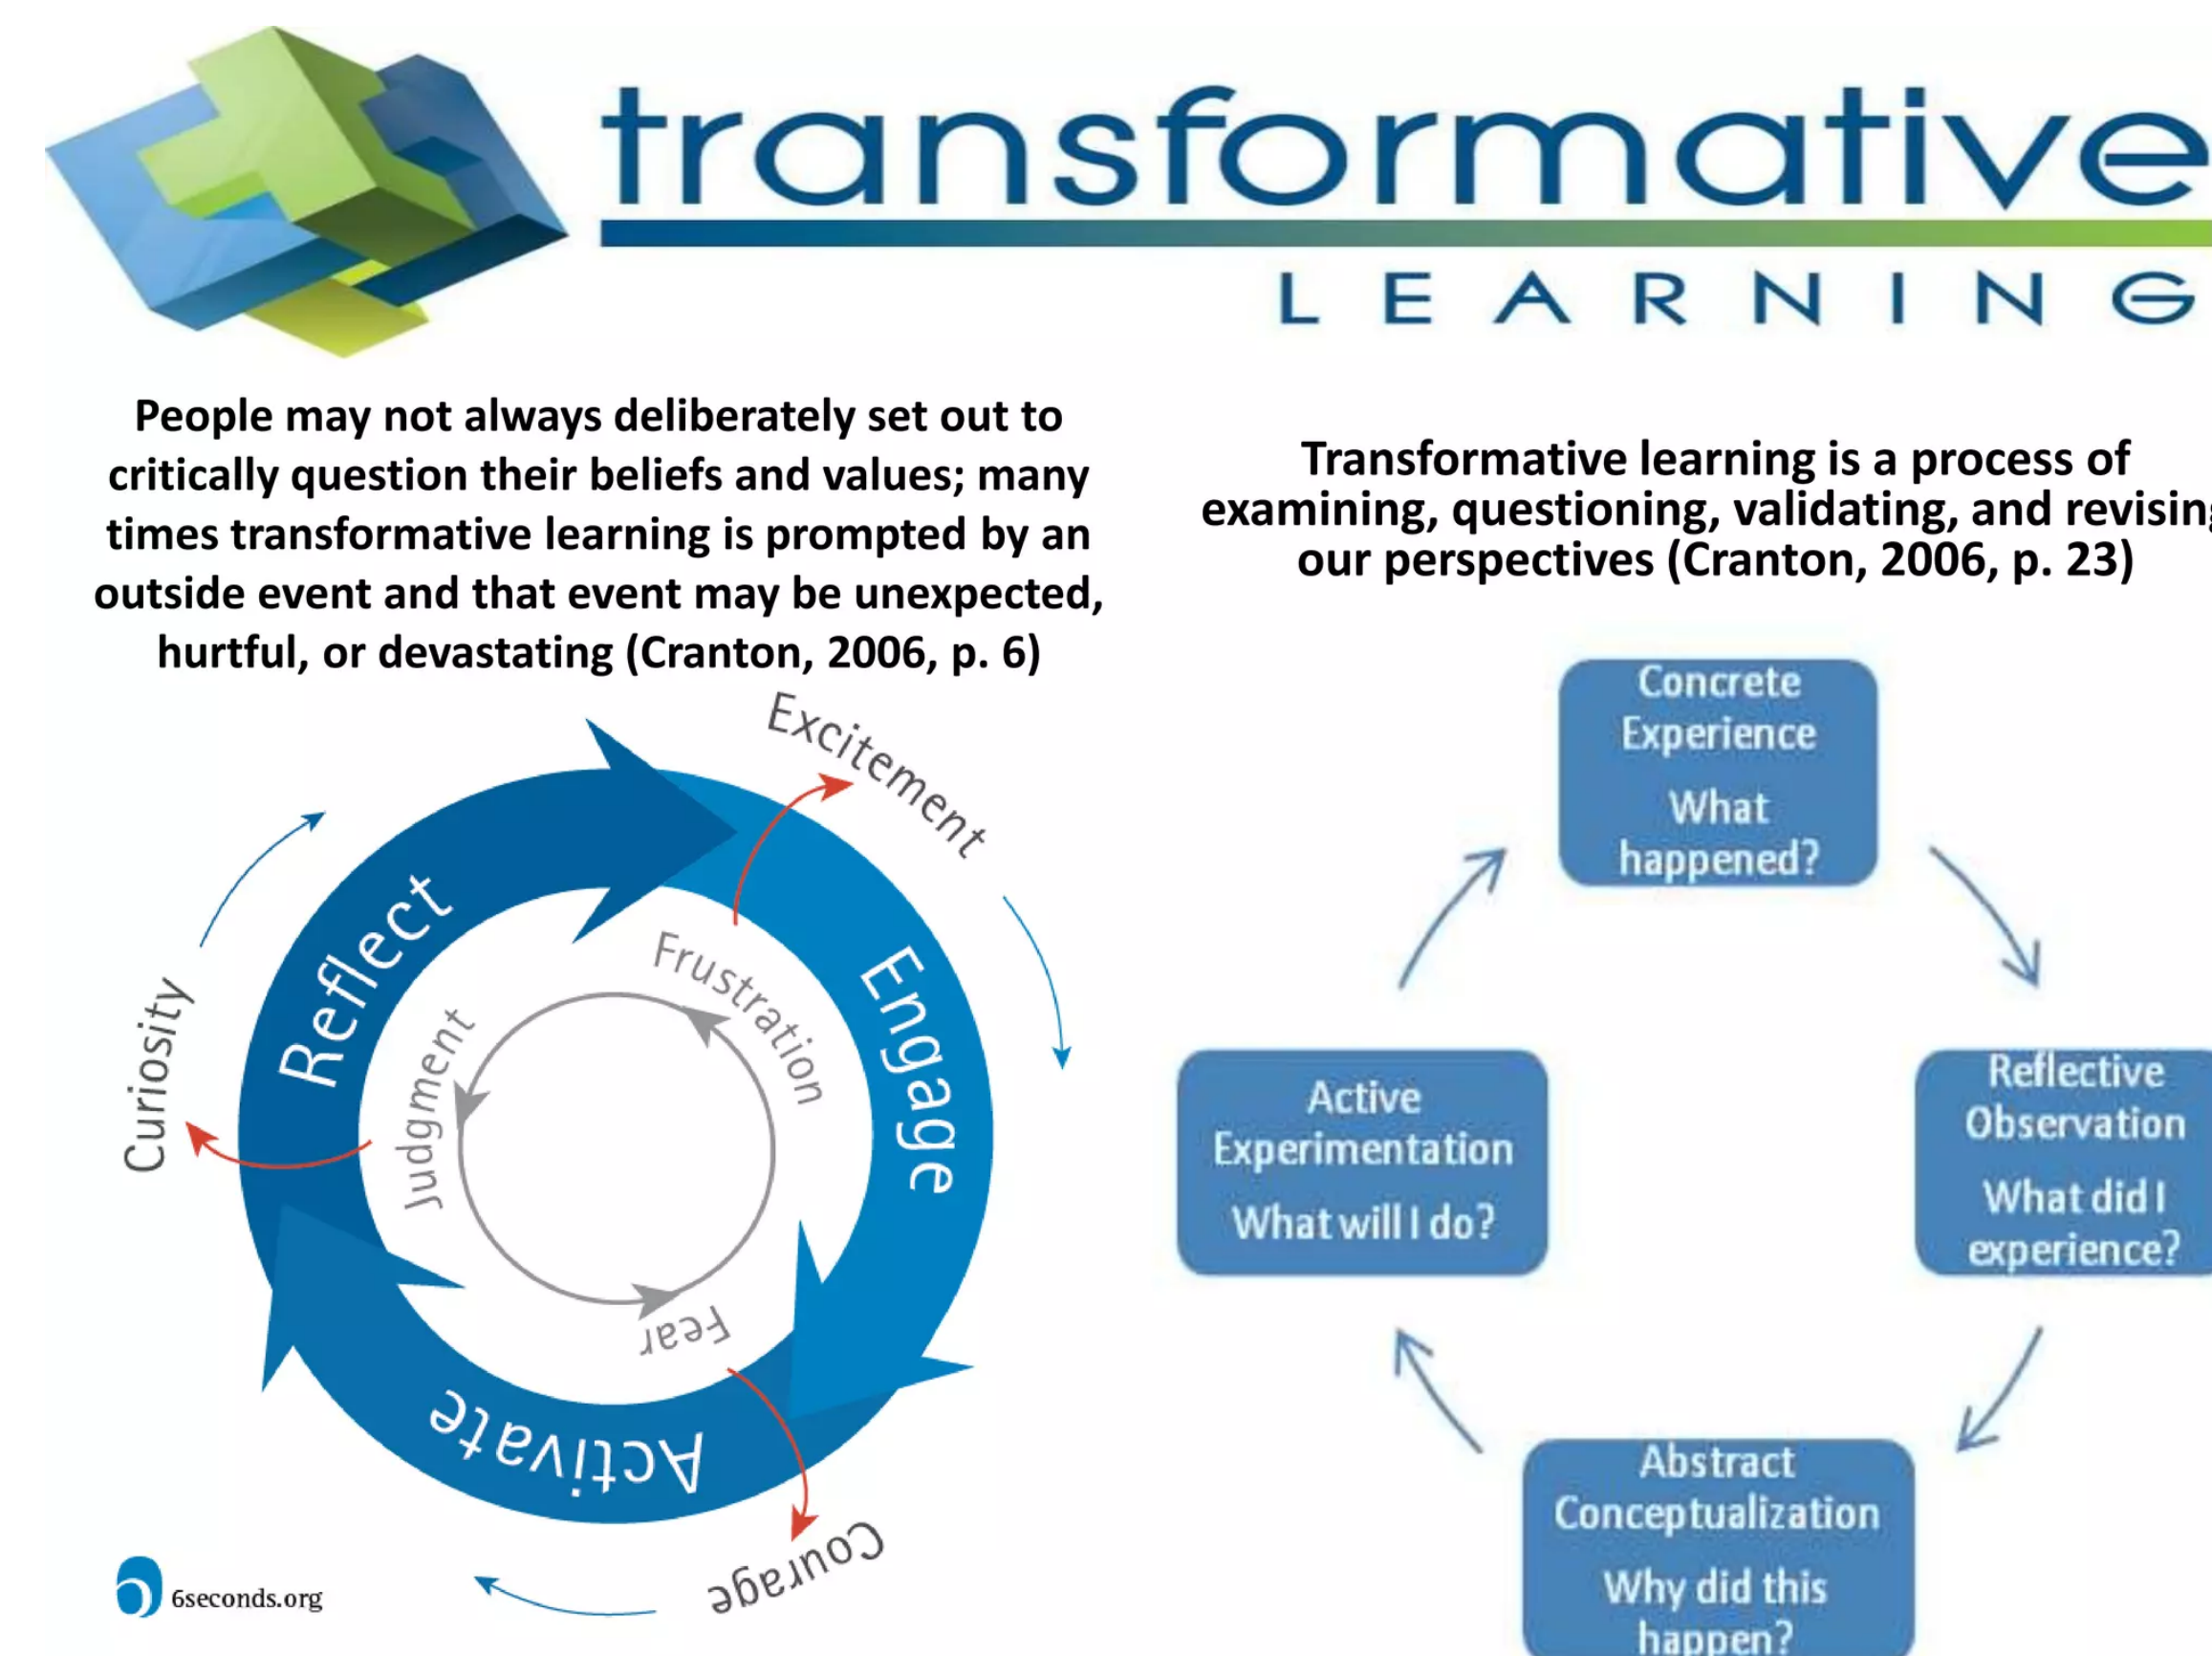 transformative
LEARNING
People may not always deliberately set out to
critically question their beliefs and values; many
times transformative learning is prompted by an
outside event and that event may be unexpected,
hurtful, or devastating (Cranton, 2006, p. 6)
Transformative learning is a process of
examining, questioning, validating, and revising
our perspectives (Cranton, 2006, p. 23)
Excitement
Engage
Frustration
Reflect
Judgment
Curiosity
Fear
Activate
Courage
6seconds.org
Concrete
Experience
What
happened?
Reflective
Observation
What did I
experience?
Abstract
Conceptualization
Why did this
happen?
Active
Experimentation
What will I do?